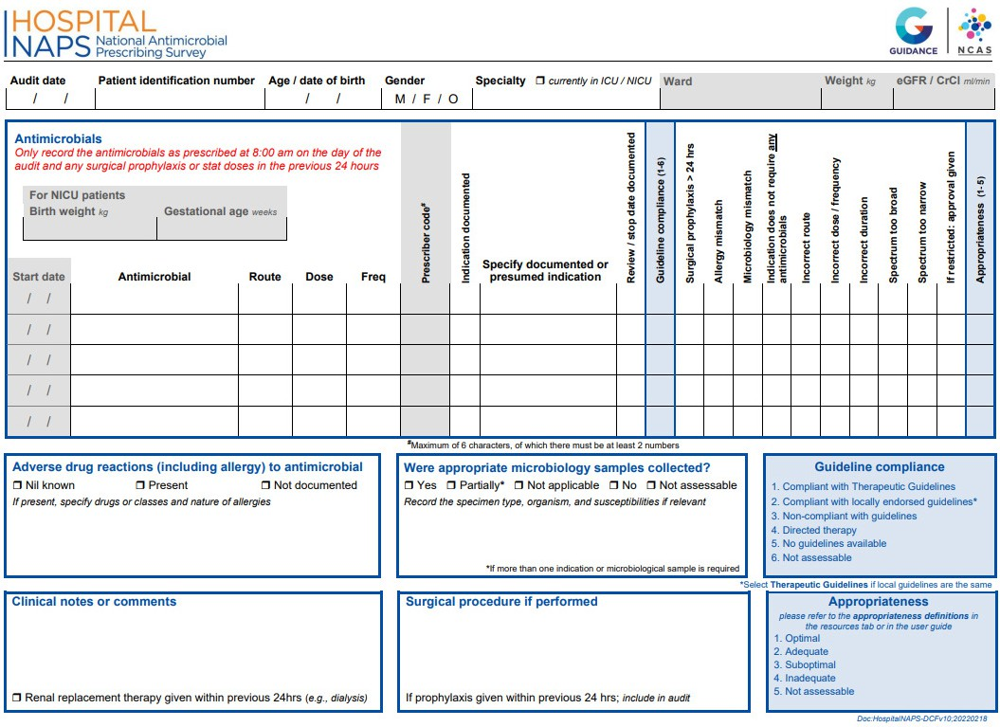 HOSPITAL
NAPS National Antimicrobial
Prescribing Survey
GUIDANCE
NCAS
Audit date Patient identification number Age / date of birth Gender Specialty ❒ currently in ICU / NICU Ward Weight kg eGFR / CrCl ml/min
/ / / / M / F / O
Antimicrobials
Only record the antimicrobials as prescribed at 8:00 am on the day of the
audit and any surgical prophylaxis or stat doses in the previous 24 hours
For NICU patients
Birth weight kg Gestational age weeks
Start date
Antimicrobial
Route
Dose
Freq
Prescriber code#
Indication documented
Specify documented or
presumed indication
Review / stop date documented
Guideline compliance (1-6)
Surgical prophylaxis > 24 hrs
Allergy mismatch
Microbiology mismatch
Indication does not require any
antimicrobials
Incorrect route
Incorrect dose / frequency
Incorrect duration
Spectrum too broad
Spectrum too narrow
If restricted: approval given
Appropriateness (1-5)
/ /
/ /
/ /
/ /
/ /
#Maximum of 6 characters, of which there must be at least 2 numbers
Adverse drug reactions (including allergy) to antimicrobial
❒ Nil known ❒ Present ❒ Not documented
If present, specify drugs or classes and nature of allergies
Were appropriate microbiology samples collected?
❒ Yes ❒ Partially* ❒ Not applicable ❒ No ❒ Not assessable
Record the specimen type, organism, and susceptibilities if relevant
*If more than one indication or microbiological sample is required
Guideline compliance
1. Compliant with Therapeutic Guidelines
2. Compliant with locally endorsed guidelines*
3. Non-compliant with guidelines
4. Directed therapy
5. No guidelines available
6. Not assessable
*Select Therapeutic Guidelines if local guidelines are the same
Clinical notes or comments
❒ Renal replacement therapy given within previous 24hrs (e.g., dialysis)
Surgical procedure if performed
If prophylaxis given within previous 24 hrs; include in audit
Appropriateness
please refer to the appropriateness definitions in
the resources tab or in the user guide
1. Optimal
2. Adequate
3. Suboptimal
4. Inadequate
5. Not assessable
Doc:HospitalNAPS-DCFv10;20220218